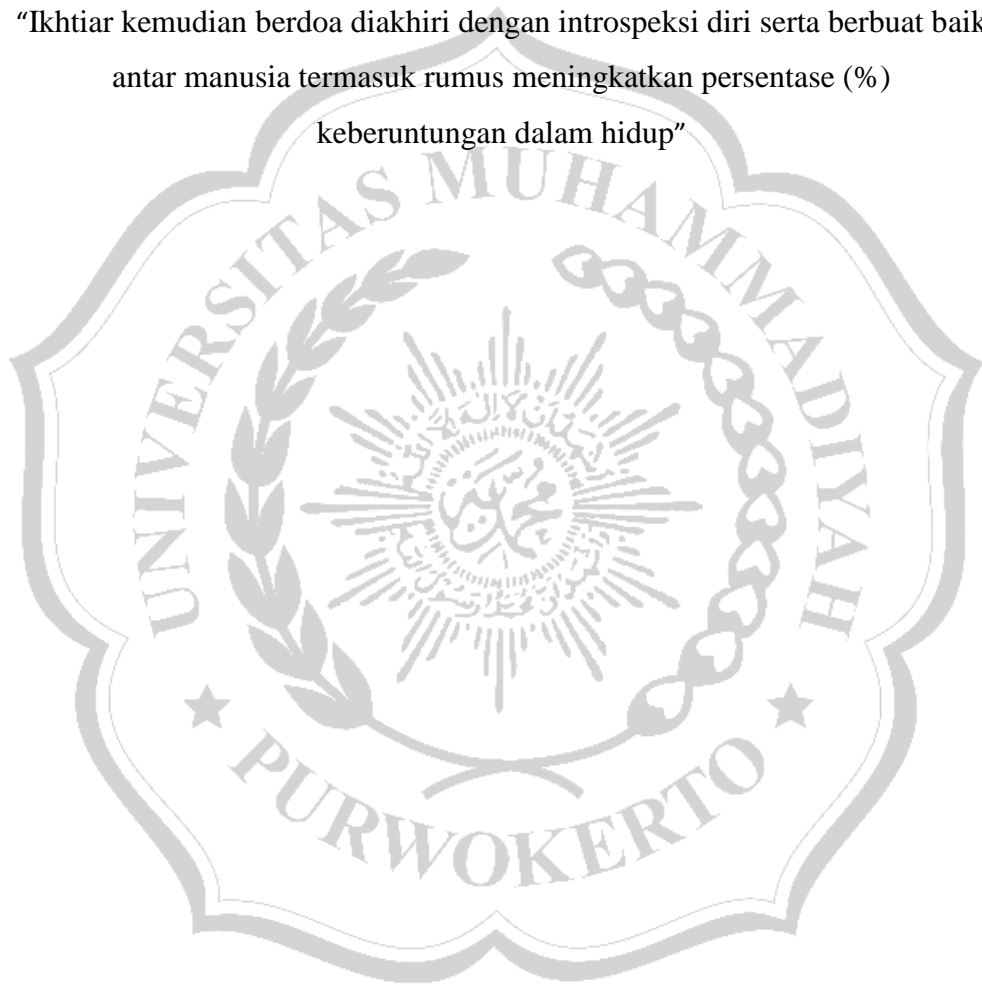 “Ikhtiar kemudian berdoa diakhiri dengan introspeksi diri serta berbuat baik
antar manusia termasuk rumus meningkatkan persentase (%)
keberuntungan dalam hidup”
UNIVERSITAS MUHAMMADIYAH
PURWOKERTO